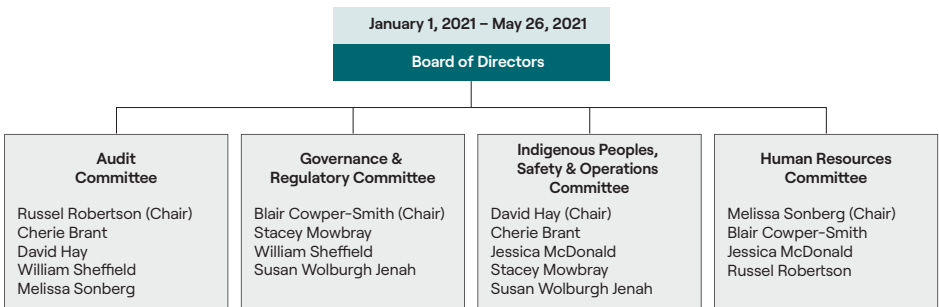 January 1, 2021 – May 26, 2021
Board of Directors
Audit
Committee
Russel Robertson (Chair)
Cherie Brant
David Hay
William Sheffield
Melissa Sonberg
Governance &
Regulatory Committee
Blair Cowper-Smith (Chair)
Stacey Mowbray
William Sheffield
Susan Wolburgh Jenah
Indigenous Peoples,
Safety & Operations
Committee
David Hay (Chair)
Cherie Brant
Jessica McDonald
Stacey Mowbray
Susan Wolburgh Jenah
Human Resources
Committee
Melissa Sonberg (Chair)
Blair Cowper-Smith
Jessica McDonald
Russel Robertson